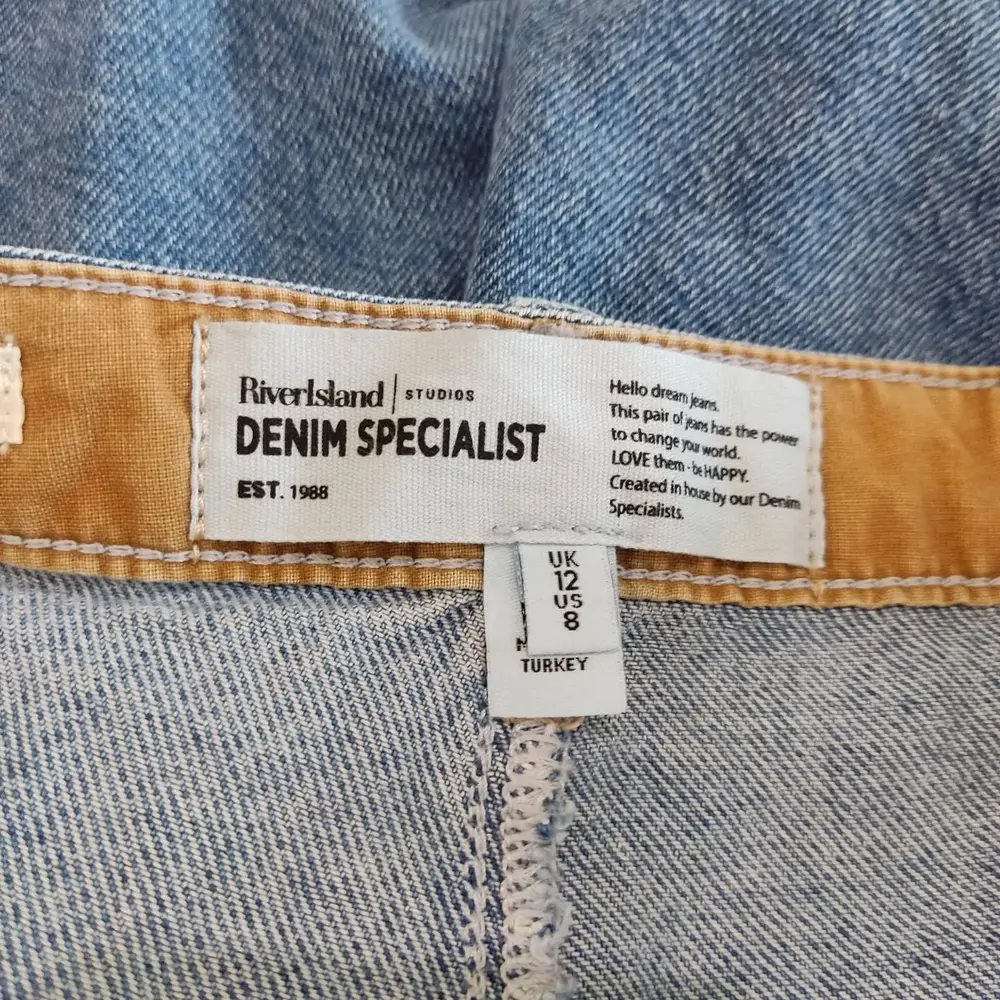 RiverIsland | STUDIOS
DENIM SPECIALIST
EST. 1988
Hello dream jeans.
This pair of jeans has the power
to change your world.
LOVE them - be HAPPY.
Created in house by our Denim
Specialists.
UK
12
US
8
TURKEY